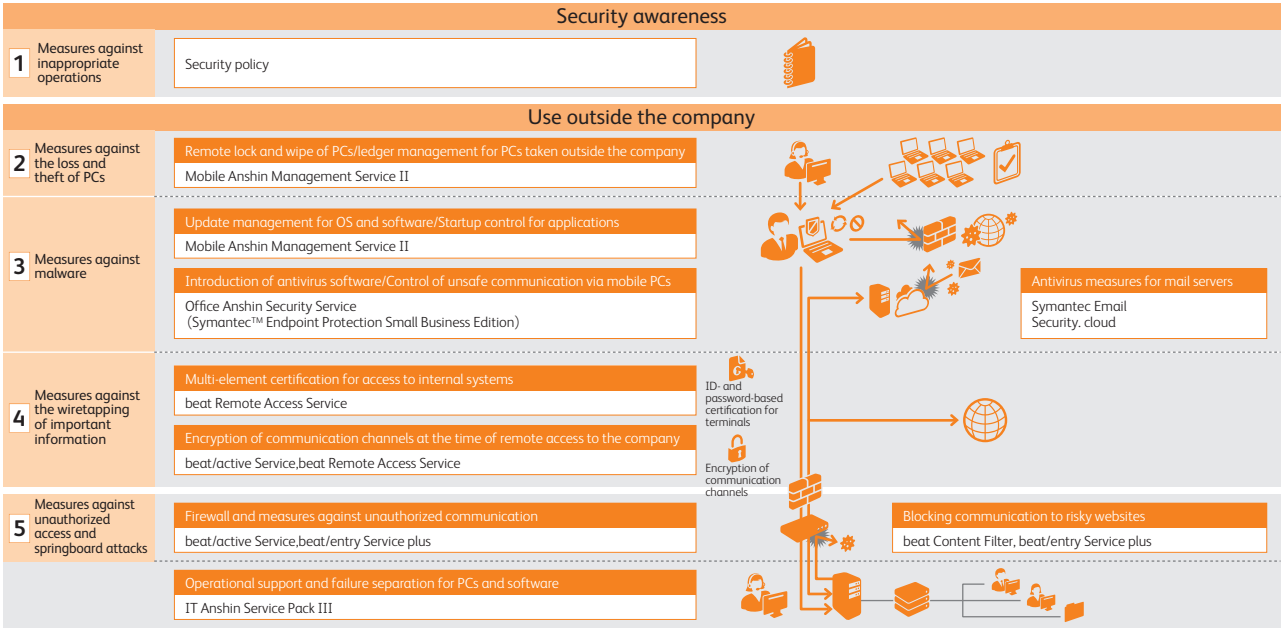 Security awareness
1
Measures against
inappropriate
operations
Security policy
Use outside the company
2
Measures against
the loss and
theft of PCs
Remote lock and wipe of PCs/ledger management for PCs taken outside the company
Mobile Anshin Management Service II
3
Measures against
malware
Update management for OS and software/Startup control for applications
Mobile Anshin Management Service II
Introduction of antivirus software/Control of unsafe communication via mobile PCs
Office Anshin Security Service
(Symantec™ Endpoint Protection Small Business Edition)
Antivirus measures for mail servers
Symantec Email
Security. cloud
4
Measures against
the wiretapping
of important
information
Multi-element certification for access to internal systems
beat Remote Access Service
ID- and
password-based
certification for
terminals
Encryption of communication channels at the time of remote access to the company
beat/active Service,beat Remote Access Service
Encryption of
communication
channels
5
Measures against
unauthorized
access and
springboard attacks
Firewall and measures against unauthorized communication
beat/active Service,beat/entry Service plus
Blocking communication to risky websites
beat Content Filter, beat/entry Service plus
Operational support and failure separation for PCs and software
IT Anshin Service Pack III